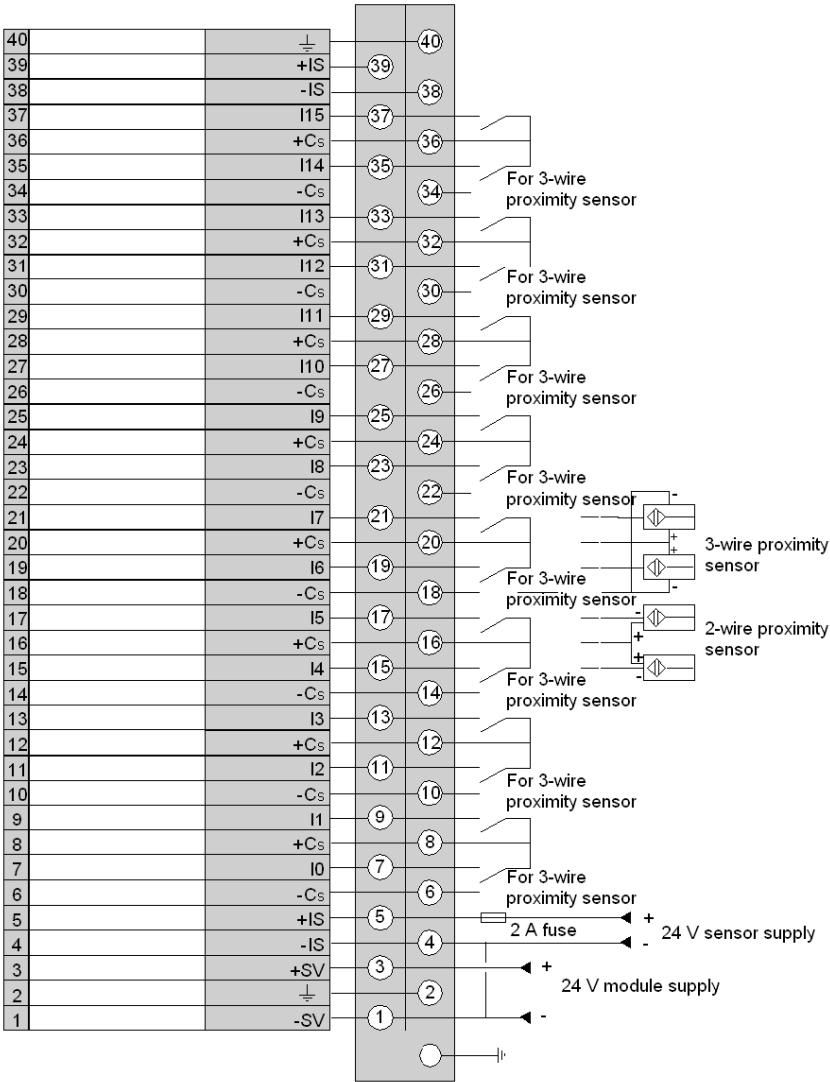 40 ⏚ 40
39 +IS 39
38 -IS 38
37 I15 37
36 +Cs 36
35 I14 35
34 -Cs 34 For 3-wire
proximity sensor
33 I13 33
32 +Cs 32
31 I12 31
30 -Cs 30 For 3-wire
proximity sensor
29 I11 29
28 +Cs 28
27 I10 27
26 -Cs 26 For 3-wire
proximity sensor
25 I9 25
24 +Cs 24
23 I8 23
22 -Cs 22 For 3-wire
proximity sensor -
21 I7 21
20 +Cs 20 + 3-wire proximity
+ sensor
19 I6 19
18 -Cs 18 For 3-wire -
proximity sensor
17 I5 17 - 2-wire proximity
16 +Cs 16 + sensor
+
15 I4 15 -
14 -Cs 14 For 3-wire
proximity sensor
13 I3 13
12 +Cs 12
11 I2 11
10 -Cs 10 For 3-wire
proximity sensor
9 I1 9
8 +Cs 8
7 I0 7
6 -Cs 6 For 3-wire
proximity sensor
5 +IS 5 2 A fuse + 24 V sensor supply
4 -IS 4 -
3 +SV 3 + 24 V module supply
2 ⏚ 2
1 -SV 1 -